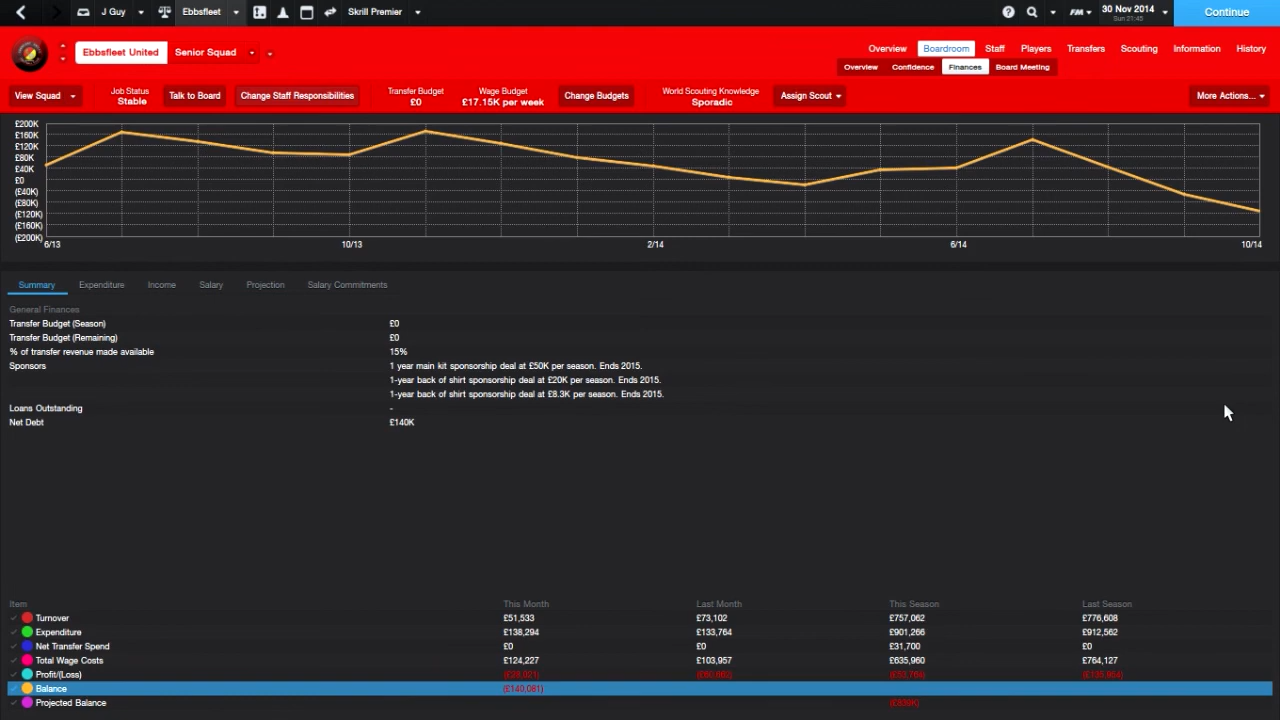 J Guy Ebbsfleet Skrill Premier FM 30 Nov 2014 Continue
Sun 21:45
Ebbsfleet United Senior Squad Overview Boardroom Staff Players Transfers Scouting Information History
Overview Confidence Finances Board Meeting
View Squad Job Status Talk to Board Change Staff Responsibilities Transfer Budget Wage Budget Change Budgets World Scouting Knowledge Assign Scout More Actions...
Stable £0 £17.15K per week Sporadic
£200K
£160K
£120K
£80K
£40K
£0
(£40K)
(£80K)
(£120K)
(£160K)
(£200K)
6/13 10/13 2/14 6/14 10/14
Summary Expenditure Income Salary Projection Salary Commitments
General Finances
Transfer Budget (Season) £0
Transfer Budget (Remaining) £0
% of transfer revenue made available 15%
Sponsors 1 year main kit sponsorship deal at £50K per season. Ends 2015.
1-year back of shirt sponsorship deal at £20K per season. Ends 2015.
1-year back of shirt sponsorship deal at £8.3K per season. Ends 2015.
Loans Outstanding -
Net Debt £140K
Item This Month Last Month This Season Last Season
Turnover £51,533 £73,102 £757,062 £776,608
Expenditure £138,294 £133,764 £901,266 £912,562
Net Transfer Spend £0 £0 £31,700 £0
Total Wage Costs £124,227 £103,957 £635,960 £764,127
Profit/(Loss)
Balance (£140,081)
Projected Balance